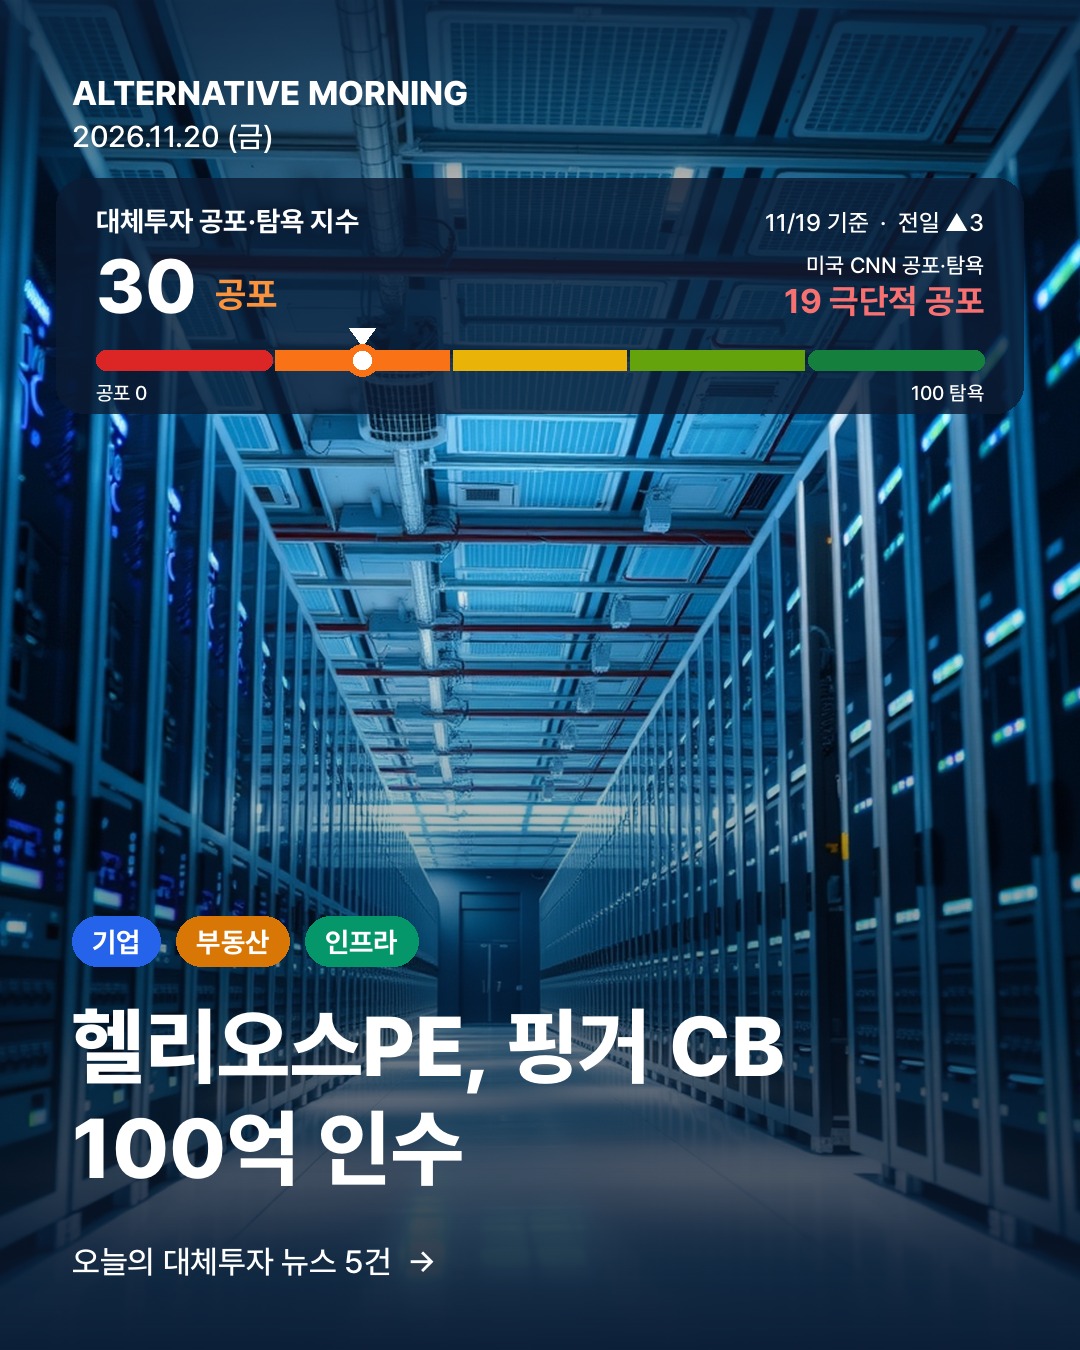 ALTERNATIVE MORNING
2026.11.20 (금)
대체투자 공포·탐욕 지수
11/19 기준 · 전일 ▲3
30 공포
미국 CNN 공포·탐욕
19 극단적 공포
공포 0
100 탐욕
기업 부동산 인프라
헬리오스PE, 핑거 CB
100억 인수
오늘의 대체투자 뉴스 5건 →